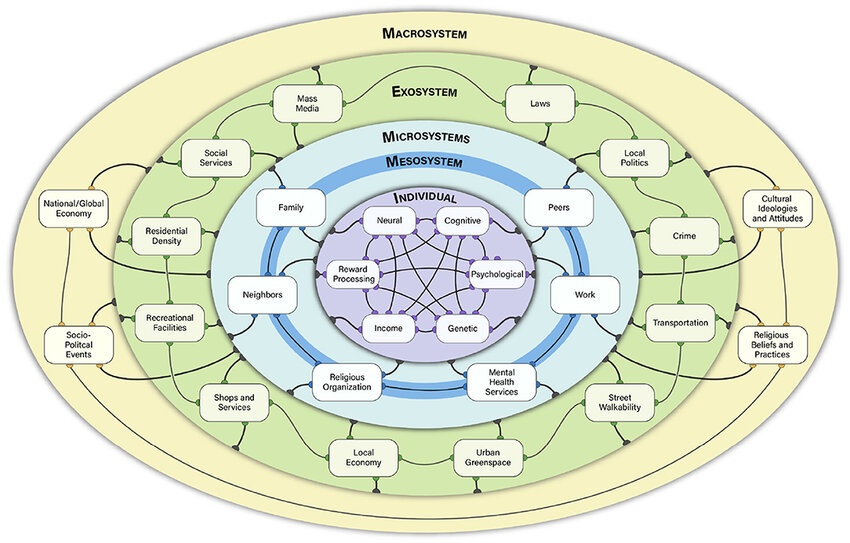 MACROSYSTEM
EXOSYSTEM
Mass
Media
Laws
MICROSYSTEMS
Social
Services
Local
Politics
MESOSYSTEM
INDIVIDUAL
National/Global
Economy
Family
Peers
Cultural
Ideologies
and Attitudes
Neural
Cognitive
Residential
Density
Crime
Reward
Processing
Psychological
Neighbors
Work
Recreational
Facilities
Income
Genetic
Transportation
Socio-
Politcal
Events
Religious
Beliefs and
Practices
Religious
Organization
Mental
Health
Services
Shops and
Services
Street
Walkability
Local
Economy
Urban
Greenspace